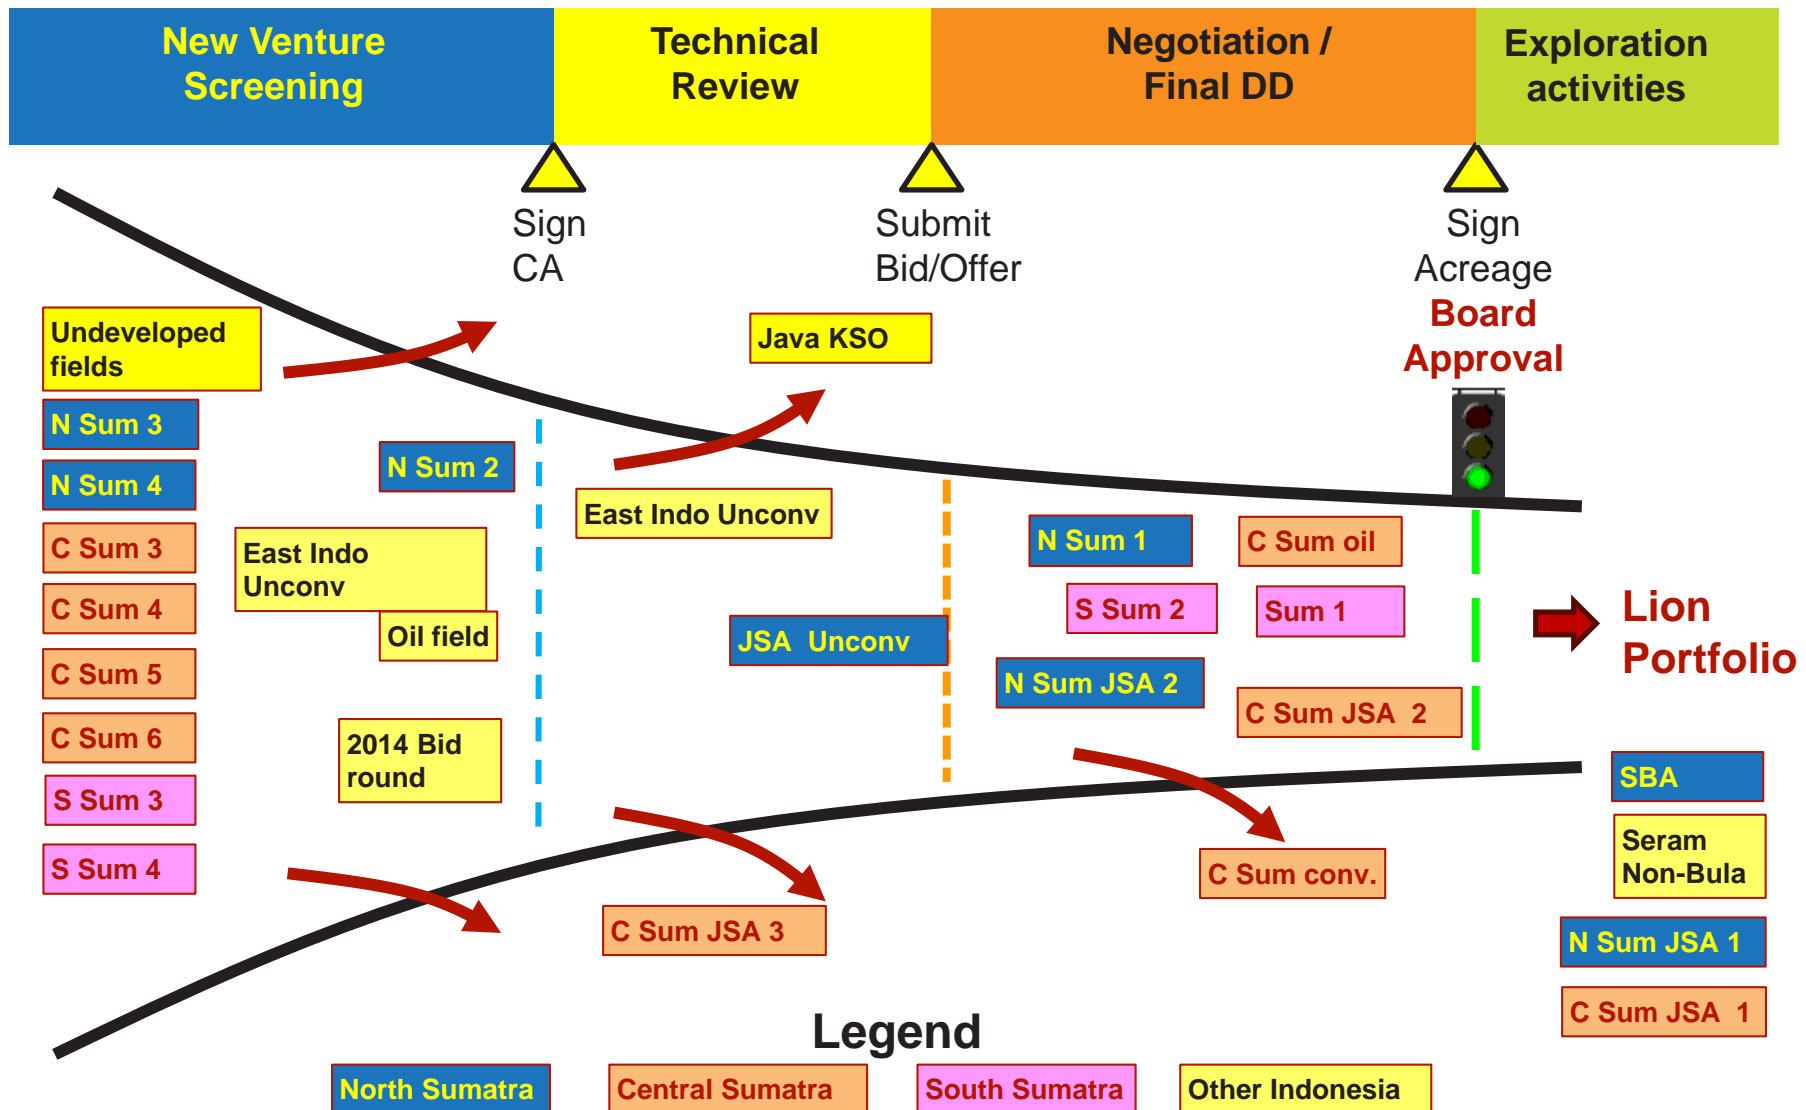 New Venture
Screening
Technical
Review
Negotiation /
Final DD
Exploration
activities
Sign
CA
Submit
Bid/Offer
Sign
Acreage
Board
Approval
Undeveloped
fields
Java KSO
N Sum 3
N Sum 4
N Sum 2
C Sum 3
East Indo
Unconv
East Indo Unconv
N Sum 1
C Sum oil
C Sum 4
Oil field
S Sum 2
Sum 1
C Sum 5
JSA Unconv
N Sum JSA 2
C Sum JSA 2
Lion
Portfolio
C Sum 6
2014 Bid
round
S Sum 3
S Sum 4
C Sum JSA 3
C Sum conv.
SBA
Seram
Non-Bula
N Sum JSA 1
C Sum JSA 1
Legend
North Sumatra
Central Sumatra
South Sumatra
Other Indonesia